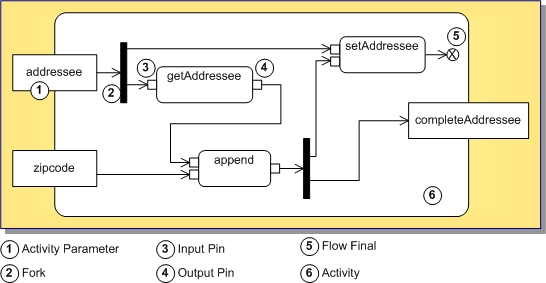 setAddressee
5
addressee
1
2
3
getAddressee
4
completeAddressee
zipcode
append
6
1 Activity Parameter
3 Input Pin
5 Flow Final
2 Fork
4 Output Pin
6 Activity